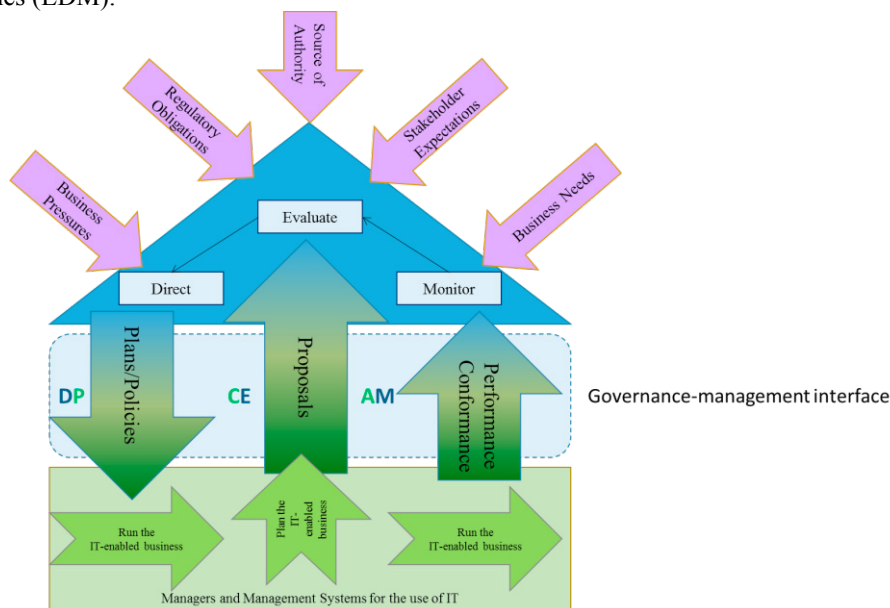 (EDM).
Source of
Authority
Regulatory
Obligations
Stakeholder
Expectations
Business
Pressures
Business Needs
Evaluate
Direct
Monitor
Plans/Policies
Proposals
Performance
Conformance
DP
CE
AM
Governance-management interface
Run the
IT-enabled business
Plan the
IT-
enabled
business
Run the
IT-enabled business
Managers and Management Systems for the use of IT